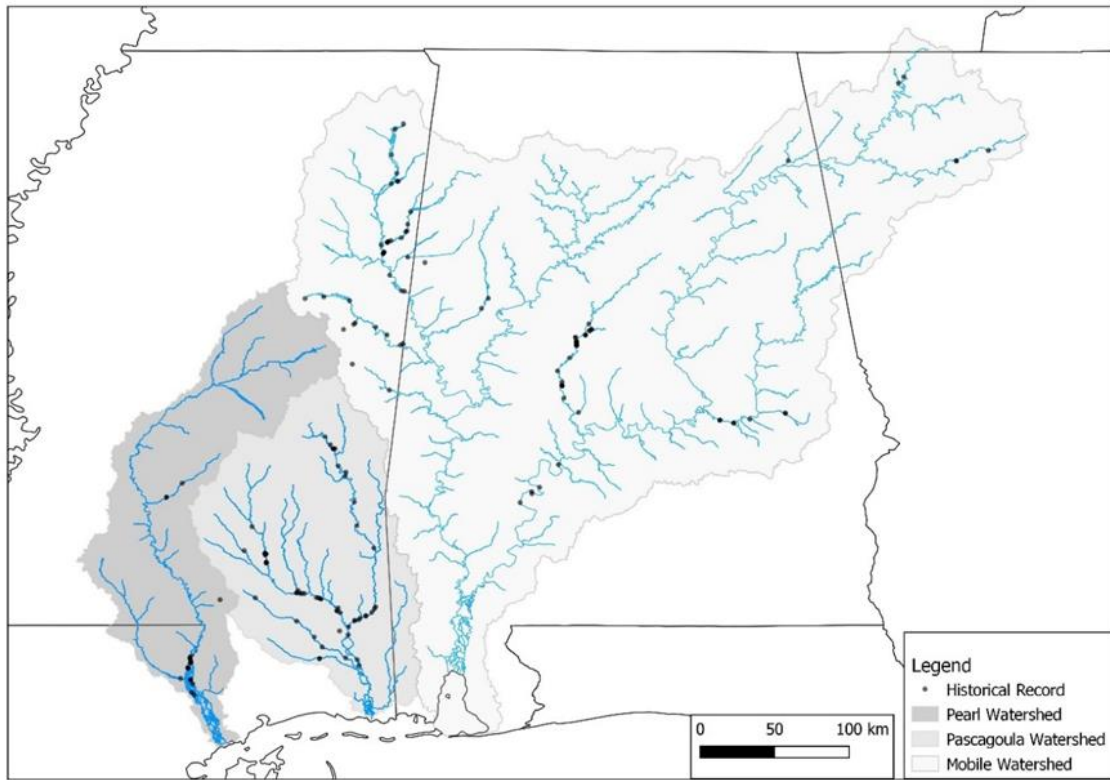 Legend
Historical Record
Pearl Watershed
Pascagoula Watershed
Mobile Watershed
0 50 100 km